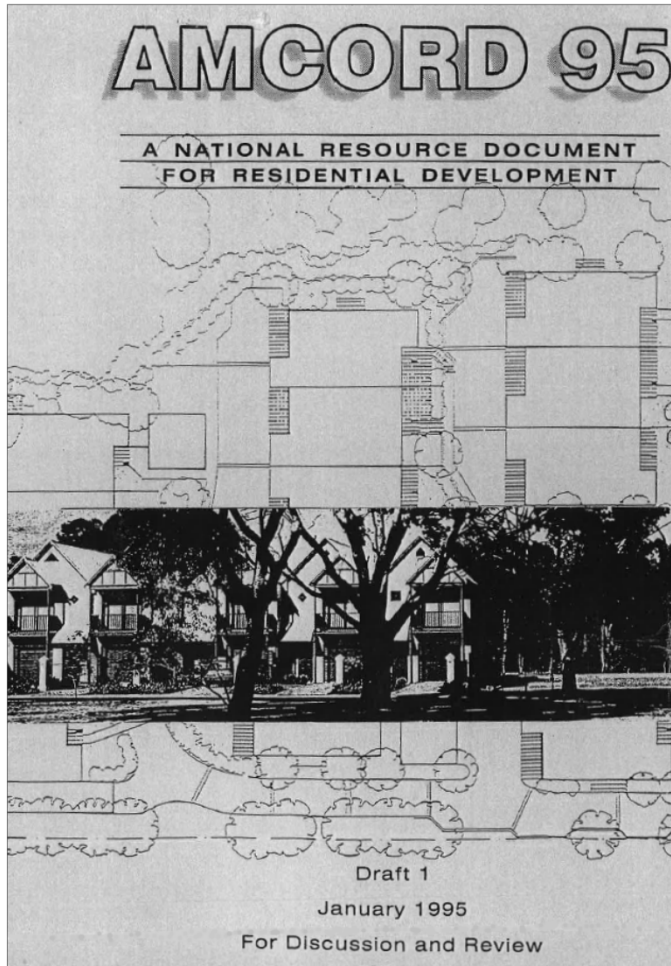 AMCORD 95
A NATIONAL RESOURCE DOCUMENT
FOR RESIDENTIAL DEVELOPMENT
Draft 1
January 1995
For Discussion and Review